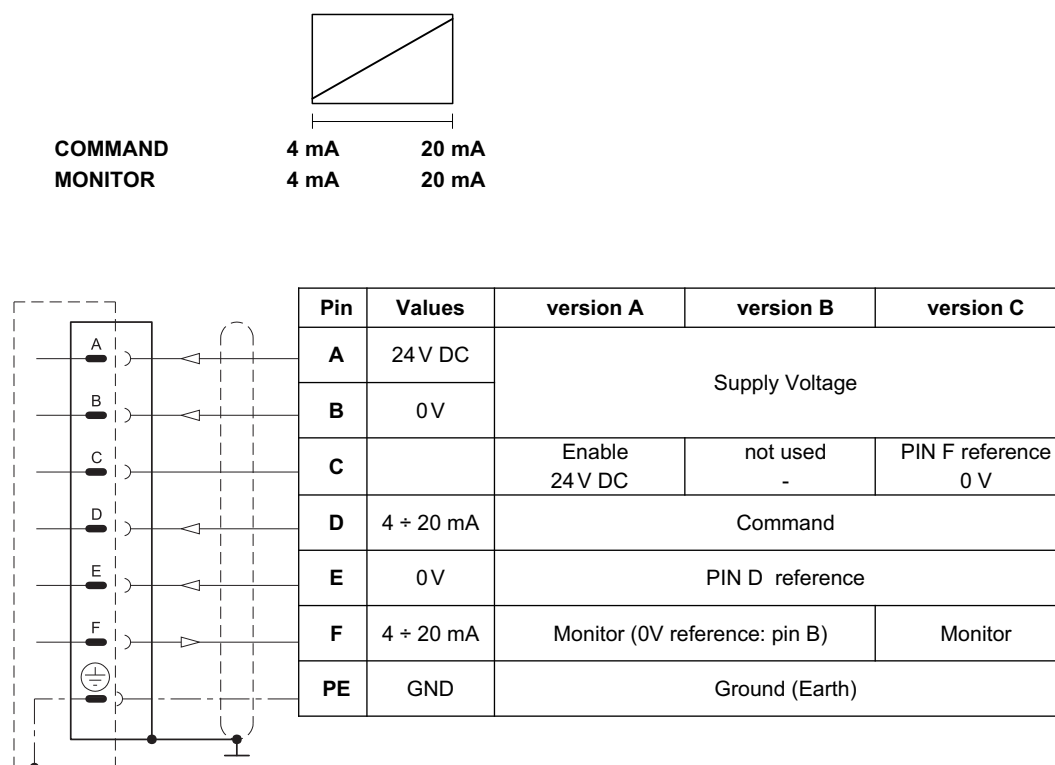 COMMAND 4 mA 20 mA
MONITOR 4 mA 20 mA
Pin Values version A version B version C
A A 24 V DC Supply Voltage
B B 0 V
C C Enable 24 V DC not used - PIN F reference 0 V
D D 4 ÷ 20 mA Command
E E 0 V PIN D reference
F F 4 ÷ 20 mA Monitor (0V reference: pin B) Monitor
PE GND Ground (Earth)